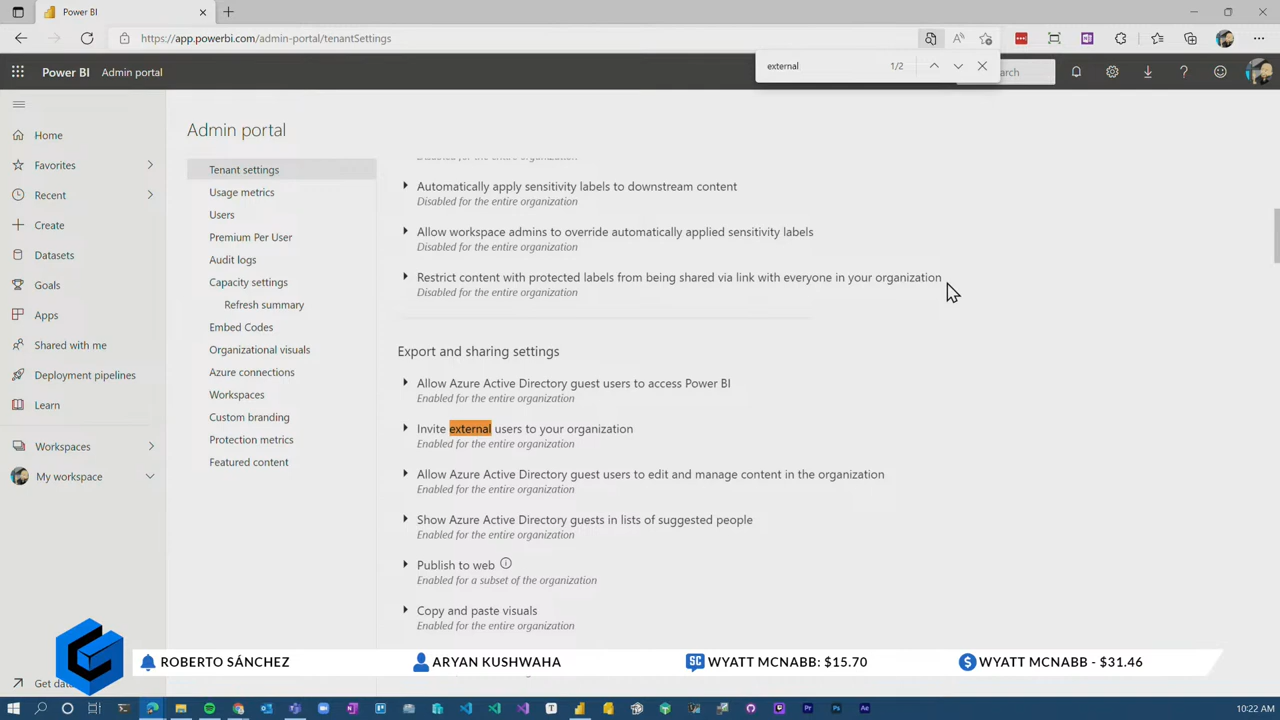 Power BI
https://app.powerbi.com/admin-portal/tenantSettings
external
1/2
Power BI
Admin portal
Home
Favorites
Recent
Create
Datasets
Goals
Apps
Shared with me
Deployment pipelines
Learn
Workspaces
My workspace
Admin portal
Tenant settings
Usage metrics
Users
Premium Per User
Audit logs
Capacity settings
Refresh summary
Embed Codes
Organizational visuals
Azure connections
Workspaces
Custom branding
Protection metrics
Featured content
Disabled for the entire organization
Automatically apply sensitivity labels to downstream content
Disabled for the entire organization
Allow workspace admins to override automatically applied sensitivity labels
Disabled for the entire organization
Restrict content with protected labels from being shared via link with everyone in your organization
Disabled for the entire organization
Export and sharing settings
Allow Azure Active Directory guest users to access Power BI
Enabled for the entire organization
Invite external users to your organization
Enabled for the entire organization
Allow Azure Active Directory guest users to edit and manage content in the organization
Enabled for the entire organization
Show Azure Active Directory guests in lists of suggested people
Enabled for the entire organization
Publish to web
Enabled for a subset of the organization
Copy and paste visuals
Enabled for the entire organization
ROBERTO SÁNCHEZ
ARYAN KUSHWAHA
SC WYATT MCNABB: $15.70
WYATT MCNABB - $31.46
10:22 AM